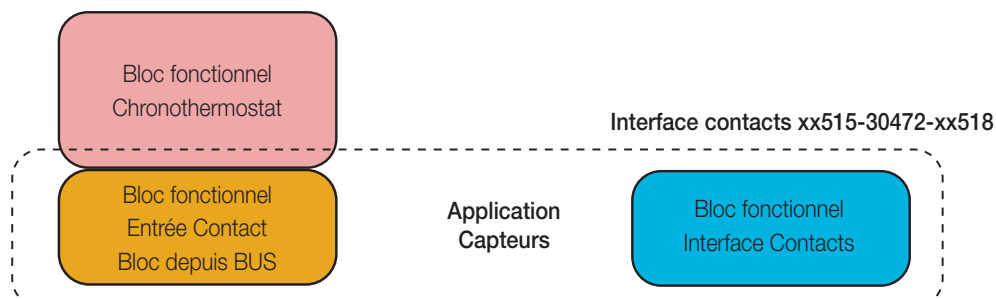 Bloc fonctionnel
Chronothermostat
Interface contacts xx515-30472-xx518
Bloc fonctionnel
Entrée Contact
Bloc depuis BUS
Application
Capteurs
Bloc fonctionnel
Interface Contacts